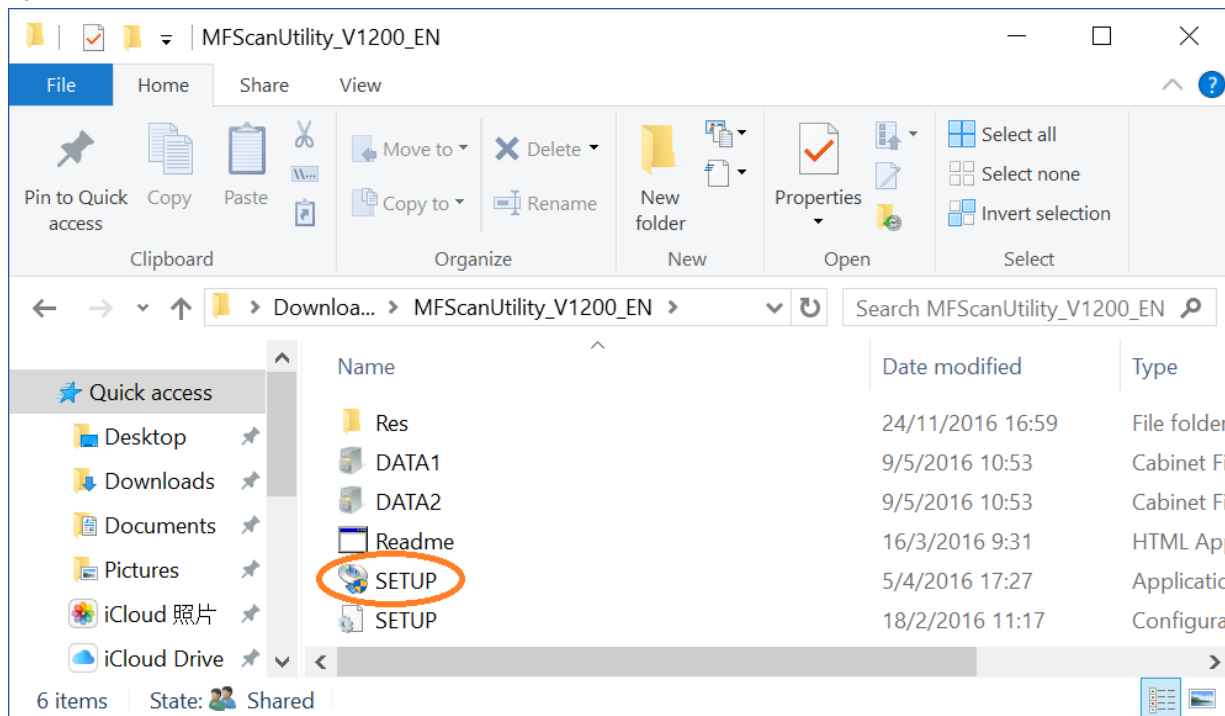 MFScanUtility_V1200_EN
File Home Share View
Pin to Quick access
Copy
Paste
Move to
Copy to
Delete
Rename
New folder
Properties
Select all
Select none
Invert selection
Clipboard Organize New Open Select
Downloa... MFScanUtility_V1200_EN Search MFScanUtility_V1200_EN
Name Date modified Type
Quick access
Desktop
Downloads
Documents
Pictures
iCloud 照片
iCloud Drive
Res 24/11/2016 16:59 File folder
DATA1 9/5/2016 10:53 Cabinet Fi
DATA2 9/5/2016 10:53 Cabinet Fi
Readme 16/3/2016 9:31 HTML App
SETUP 5/4/2016 17:27 Applicatio
SETUP 18/2/2016 11:17 Configura
6 items State: Shared